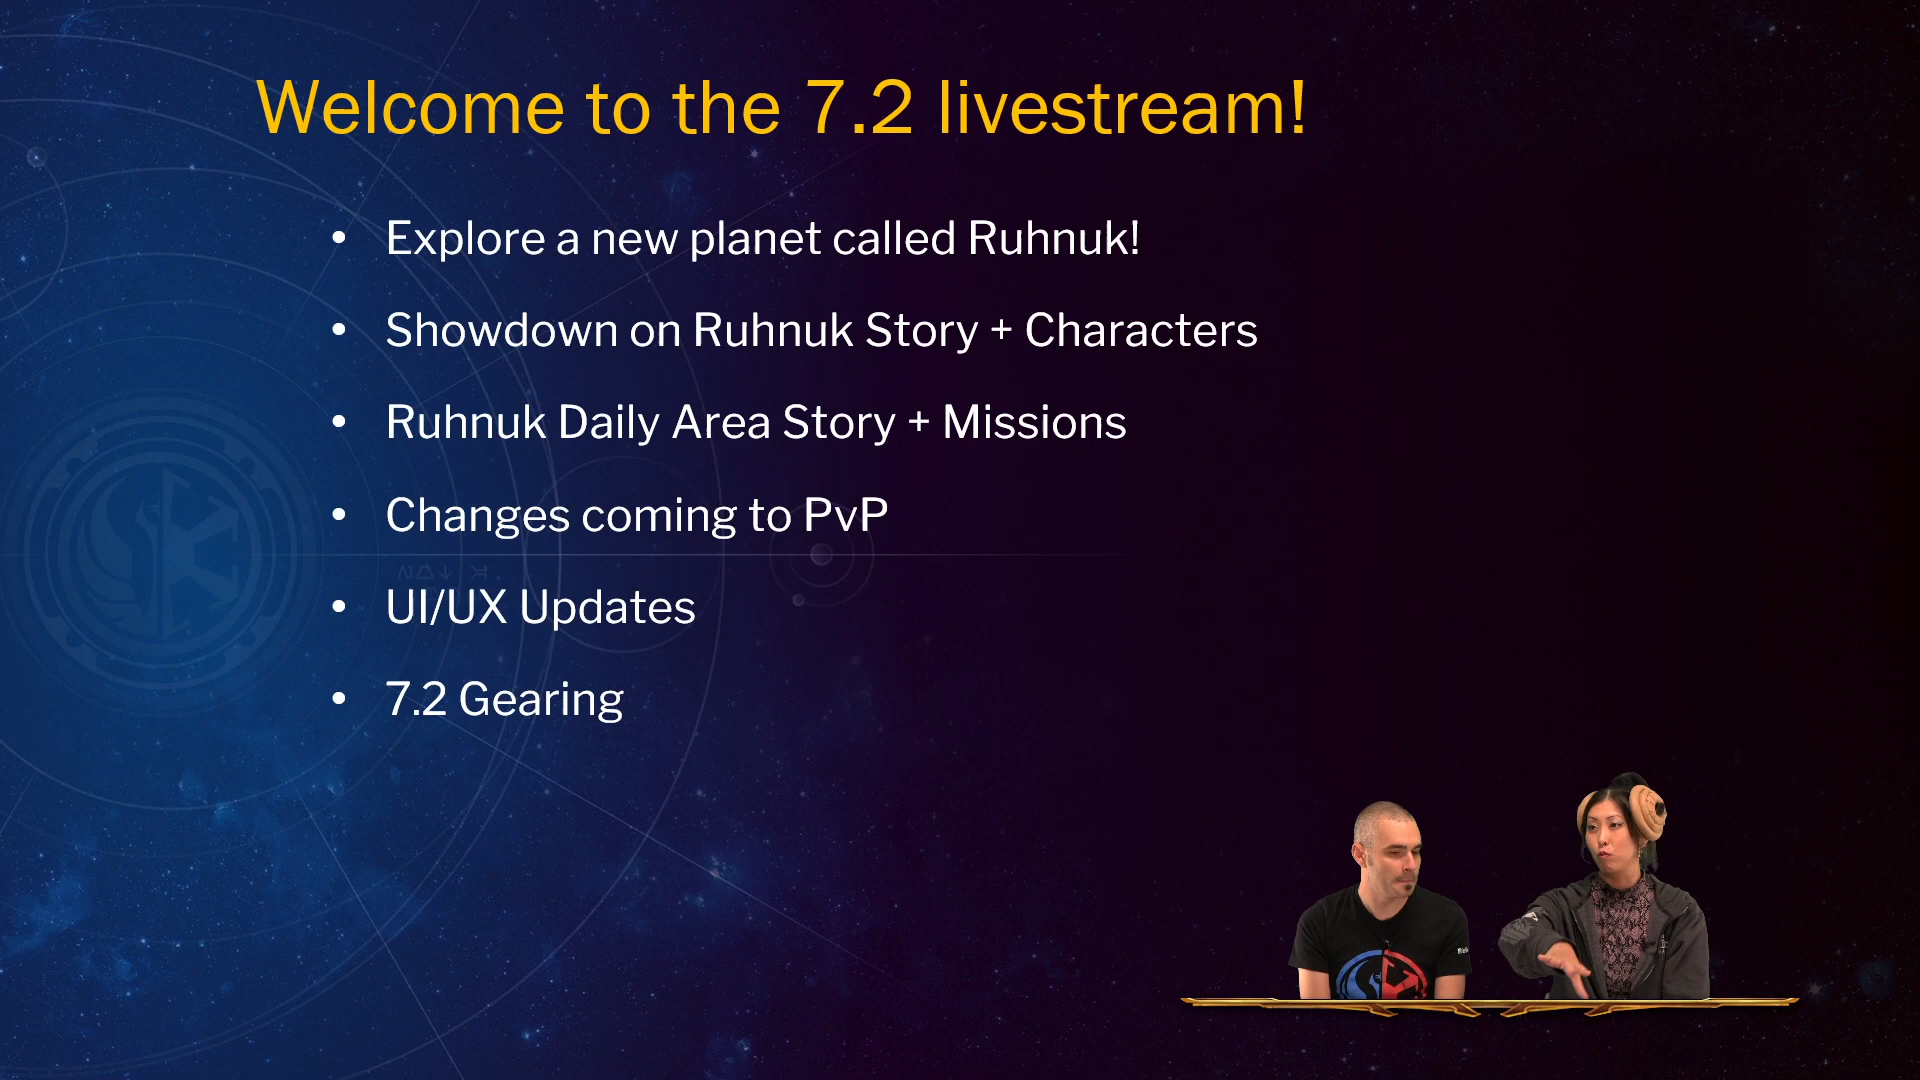 Welcome to the 7.2 livestream!
• Explore a new planet called Ruhnuk!
• Showdown on Ruhnuk Story + Characters
• Ruhnuk Daily Area Story + Missions
• Changes coming to PvP
• UI/UX Updates
• 7.2 Gearing